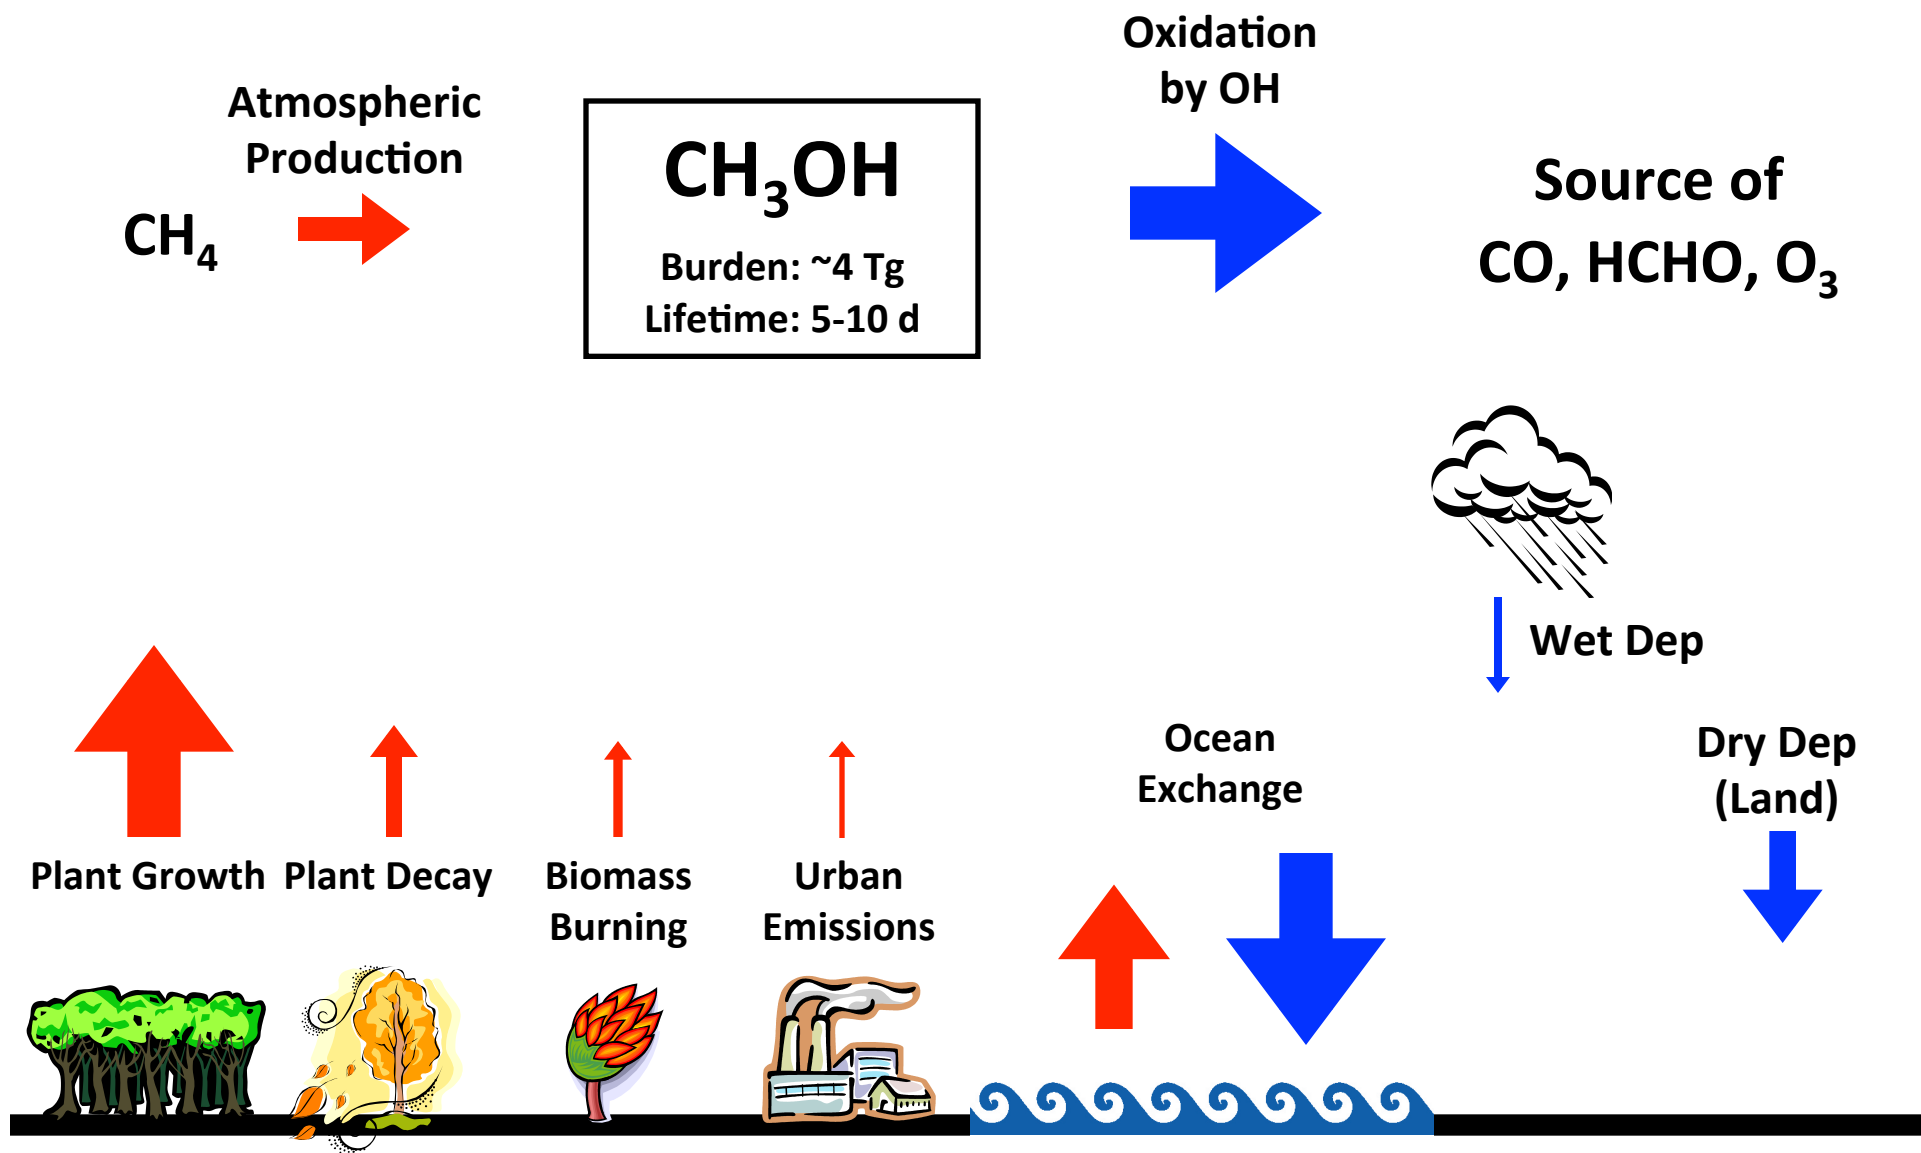 Atmospheric
Production
CH₄
CH₃OH
Burden: ~4 Tg
Lifetime: 5-10 d
Oxidation
by OH
Source of
CO, HCHO, O₃
Wet Dep
Dry Dep
(Land)
Ocean
Exchange
Plant Growth
Plant Decay
Biomass
Burning
Urban
Emissions